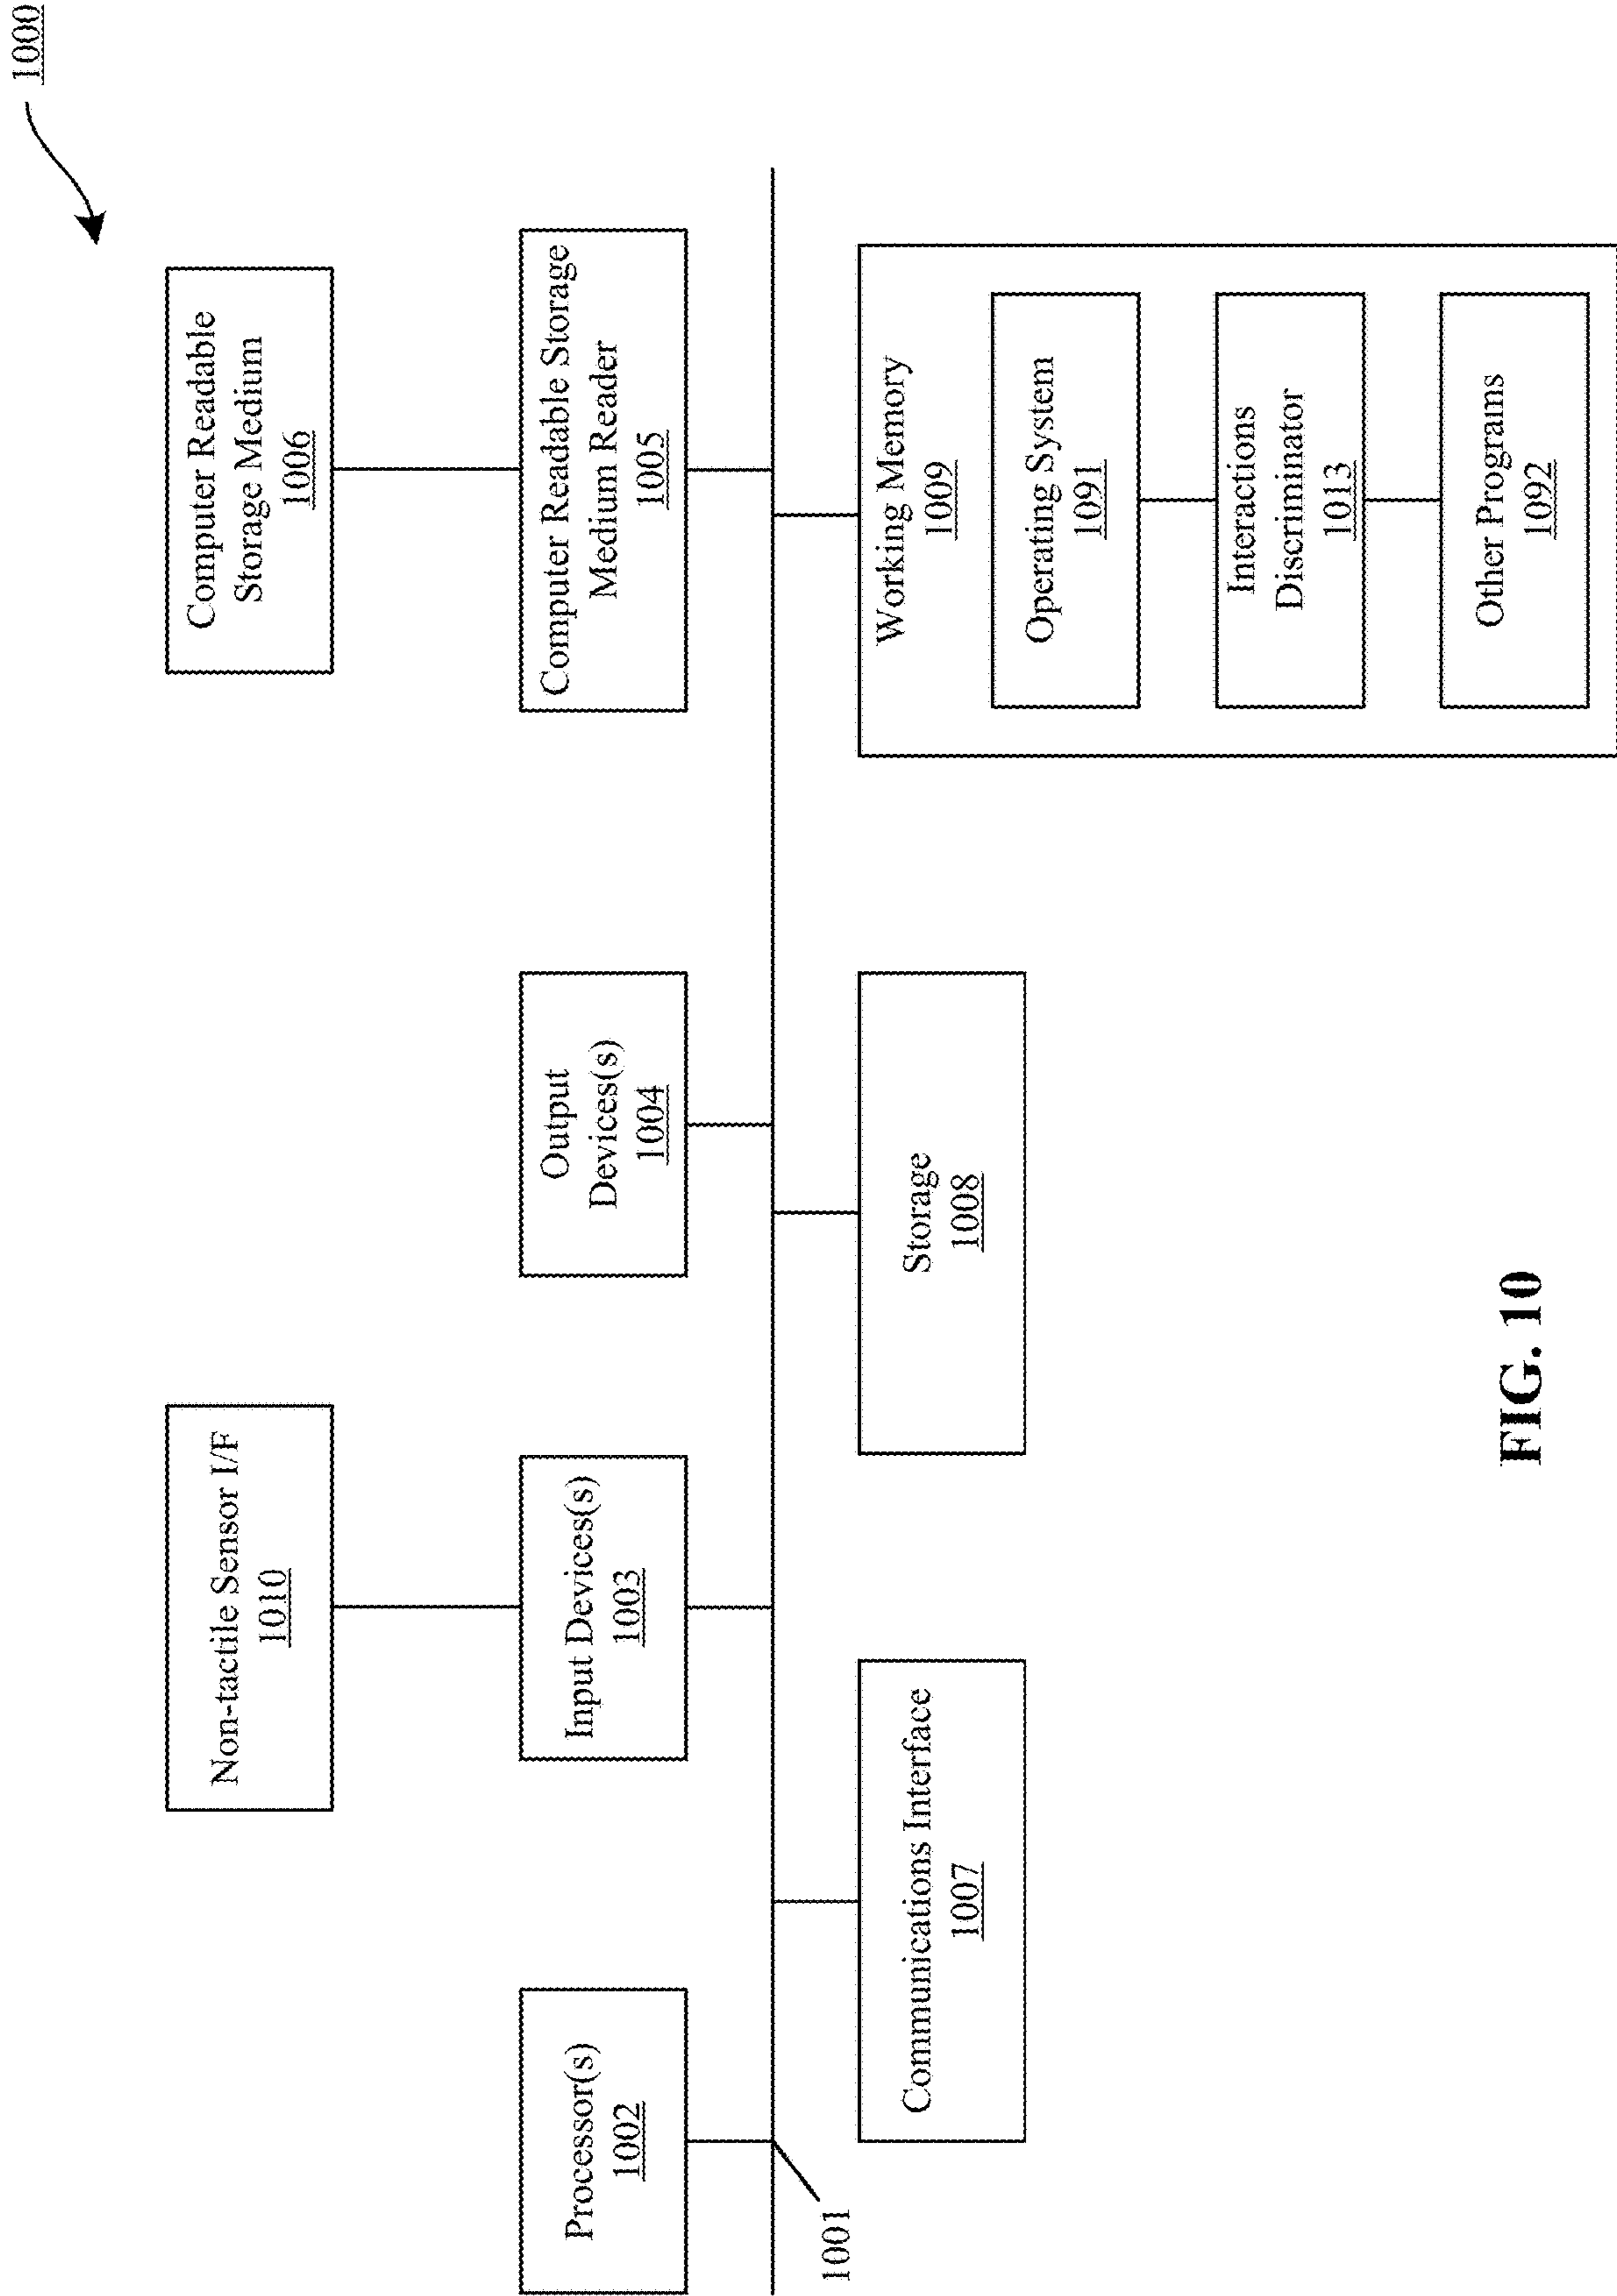 1000
Non-tactile Sensor I/F
1010
Computer Readable
Storage Medium
1006
Processor(s)
1002
Input Devices(s)
1003
Output
Devices(s)
1004
Computer Readable Storage
Medium Reader
1005
1001
Communications Interface
1007
Storage
1008
Working Memory
1009
Operating System
1091
Interactions
Discriminator
1013
Other Programs
1092
FIG. 10